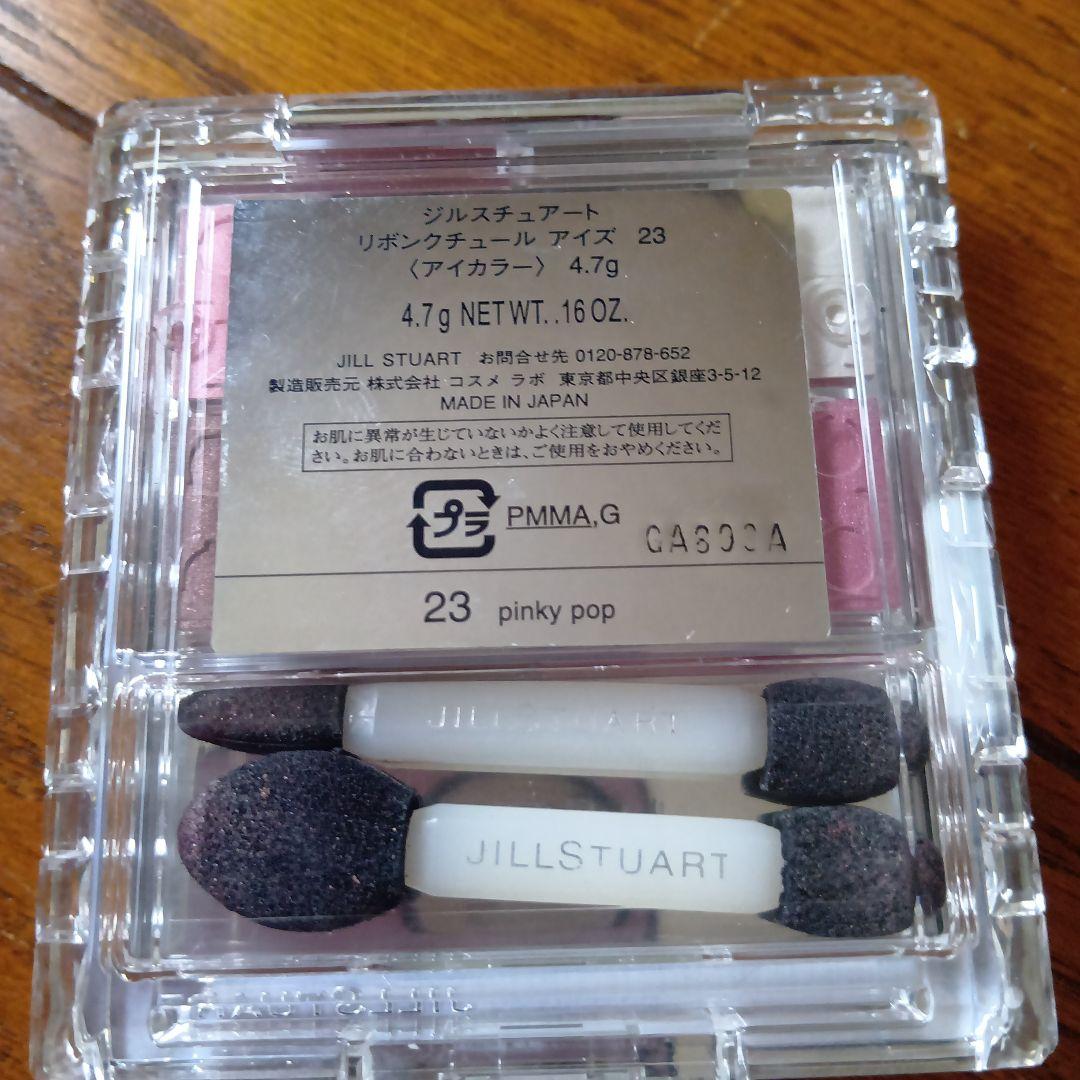 ジルスチュアート
リボンクチュール アイズ 23
〈アイカラー〉 4.7g
4.7g NET WT. .16 OZ.
JILL STUART お問合せ先 0120-878-652
製造販売元 株式会社 コスメ ラボ 東京都中央区銀座3-5-12
MADE IN JAPAN
お肌に異常が生じていないかよく注意して使用してくだ
さい。お肌に合わないときは、ご使用をおやめください。
プラ PMMA,G
23 pinky pop
JILLSTUART
JILLSTUART